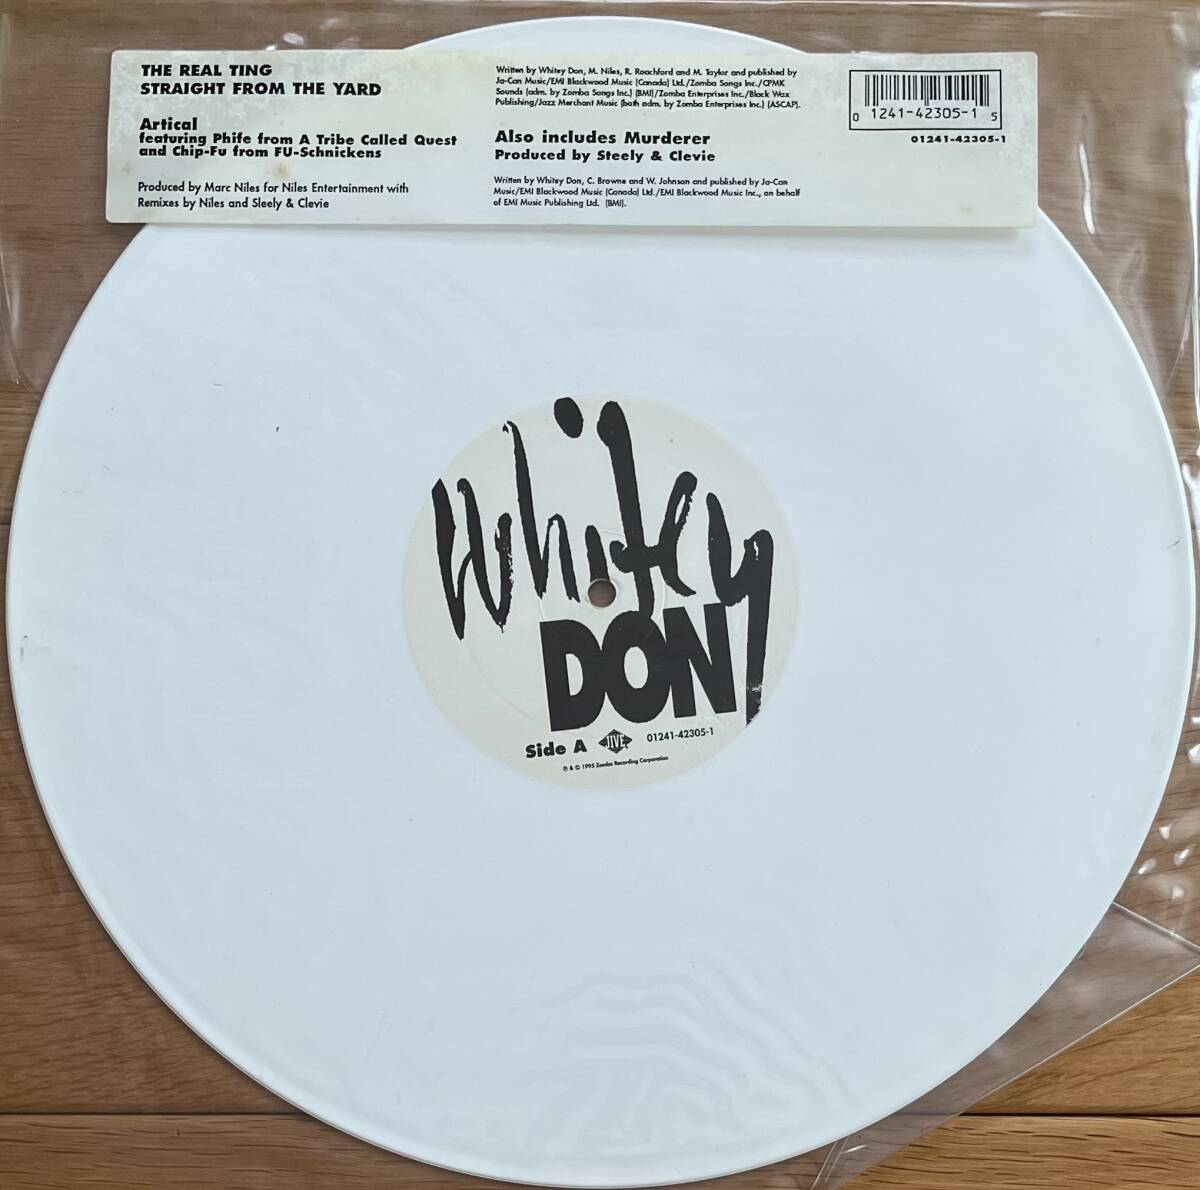 THE REAL TING
STRAIGHT FROM THE YARD
Artical
featuring Phife from A Tribe Called Quest
and Chip-Fu from FU-Schnickens
Produced by Marc Niles for Niles Entertainment with
Remixes by Niles and Sleely & Clevie
Written by Whitey Don, M. Niles, R. Roachford and M. Taylor and published by
Ja-Can Music/EMI Blackwood Music (Canada) Ltd./Zomba Songs Inc./CPMK
Sounds (adm. by Zomba Songs Inc.) (BMI)/Zomba Enterprises Inc./Black Wax
Publishing/Jazz Merchant Music (both adm. by Zomba Enterprises Inc.) (ASCAP).
Also includes Murderer
Produced by Steely & Clevie
Written by Whitey Don, C. Browne and W. Johnson and published by Ja-Can
Music/EMI Blackwood Music (Canada) Ltd./EMI Blackwood Music Inc., on behalf
of EMI Music Publishing Ltd. (BMI).
0 1241-42305-1 5
01241-42305-1
Whitey
DON
Side A JIVE 01241-42305-1
℗ & © 1995 Zomba Recording Corporation